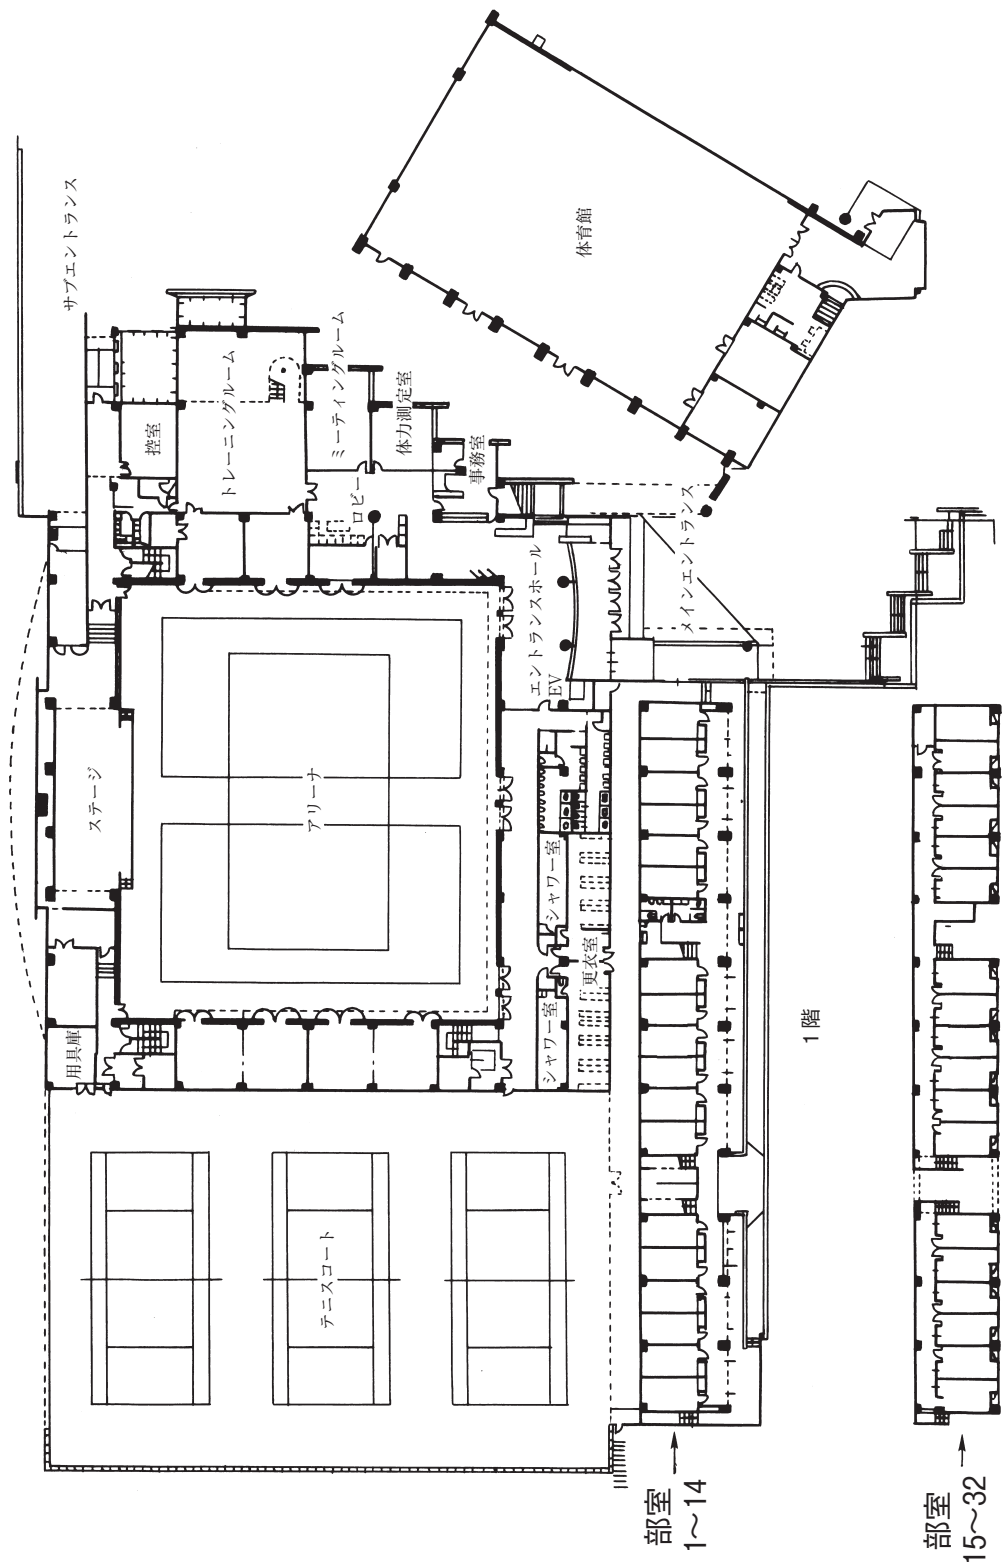 サブエントランス
控室
トレーニングルーム
ミーティングルーム
体力測定室
事務室
ロビー
体育館
メインエントランス
エントランスホール
EV
ステージ
アリーナ
シャワー室
更衣室
シャワー室
用具庫
テニスコート
1階
部室
1～14
部室
15～32